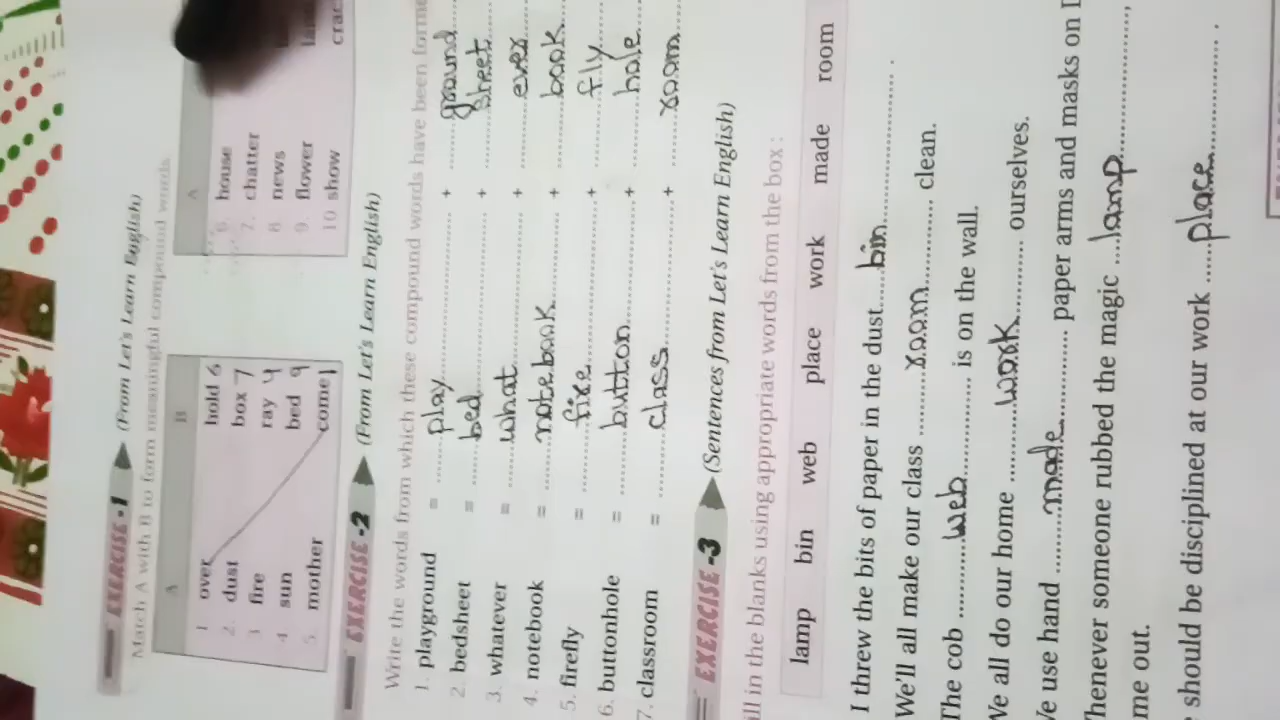 EXERCISE -1 (From Let's Learn English)
Match A with B to form meaningful compound words
A B A
1 over hold 6 6. house
2. dust box 7 7. chatter
3 fire ray 4 8 news
4. sun bed 9 9. flower
5. mother come 1 10 show crac
EXERCISE -2 (From Let's Learn English)
Write the words from which these compound words have been forme
1. playground = play + ground
2. bedsheet = bed + sheet
3. whatever = what + ever
4. notebook = notebook + book
5. firefly = fire + fly
6. buttonhole = button + hole
7. classroom = class + room
EXERCISE -3 (Sentences from Let's Learn English)
ill in the blanks using appropriate words from the box :
lamp bin web place work made room
I threw the bits of paper in the dust bin.
We'll all make our class room clean.
The cob web is on the wall.
We all do our home work ourselves.
Ve use hand made paper arms and masks on
henever someone rubbed the magic lamp,
me out.
should be disciplined at our work place.